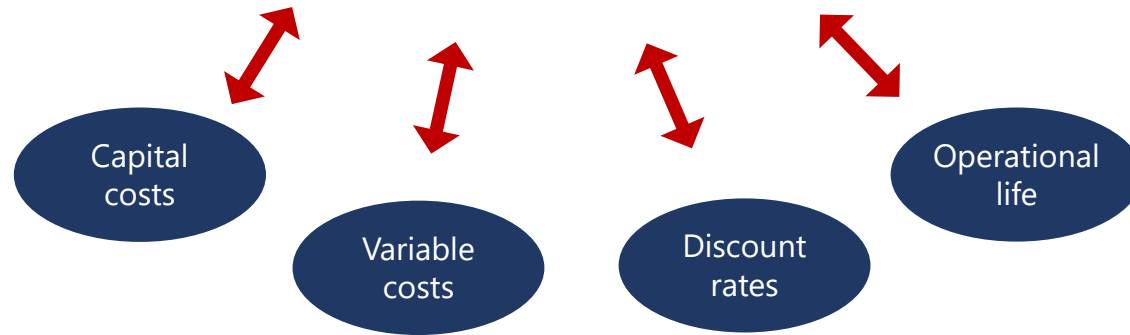 Capital
costs
Variable
costs
Discount
rates
Operational
life